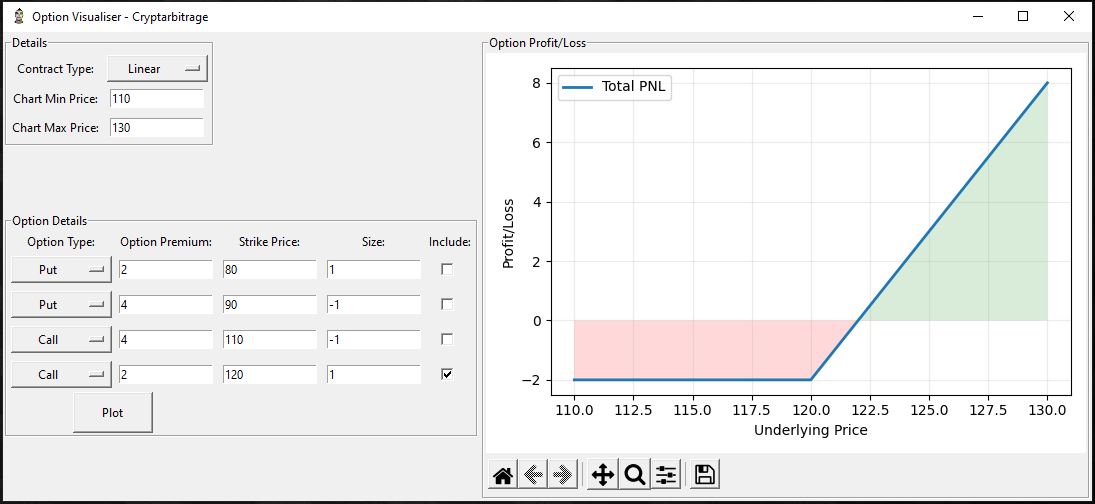 Option Visualiser - Cryptarbitrage
Details
Contract Type: Linear
Chart Min Price: 110
Chart Max Price: 130
Option Details
Option Type: Option Premium: Strike Price: Size: Include:
Put 2 80 1
Put 4 90 -1
Call 4 110 -1
Call 2 120 1
Plot
Option Profit/Loss
Total PNL
8
6
4
2
0
−2
Profit/Loss
110.0 112.5 115.0 117.5 120.0 122.5 125.0 127.5 130.0
Underlying Price